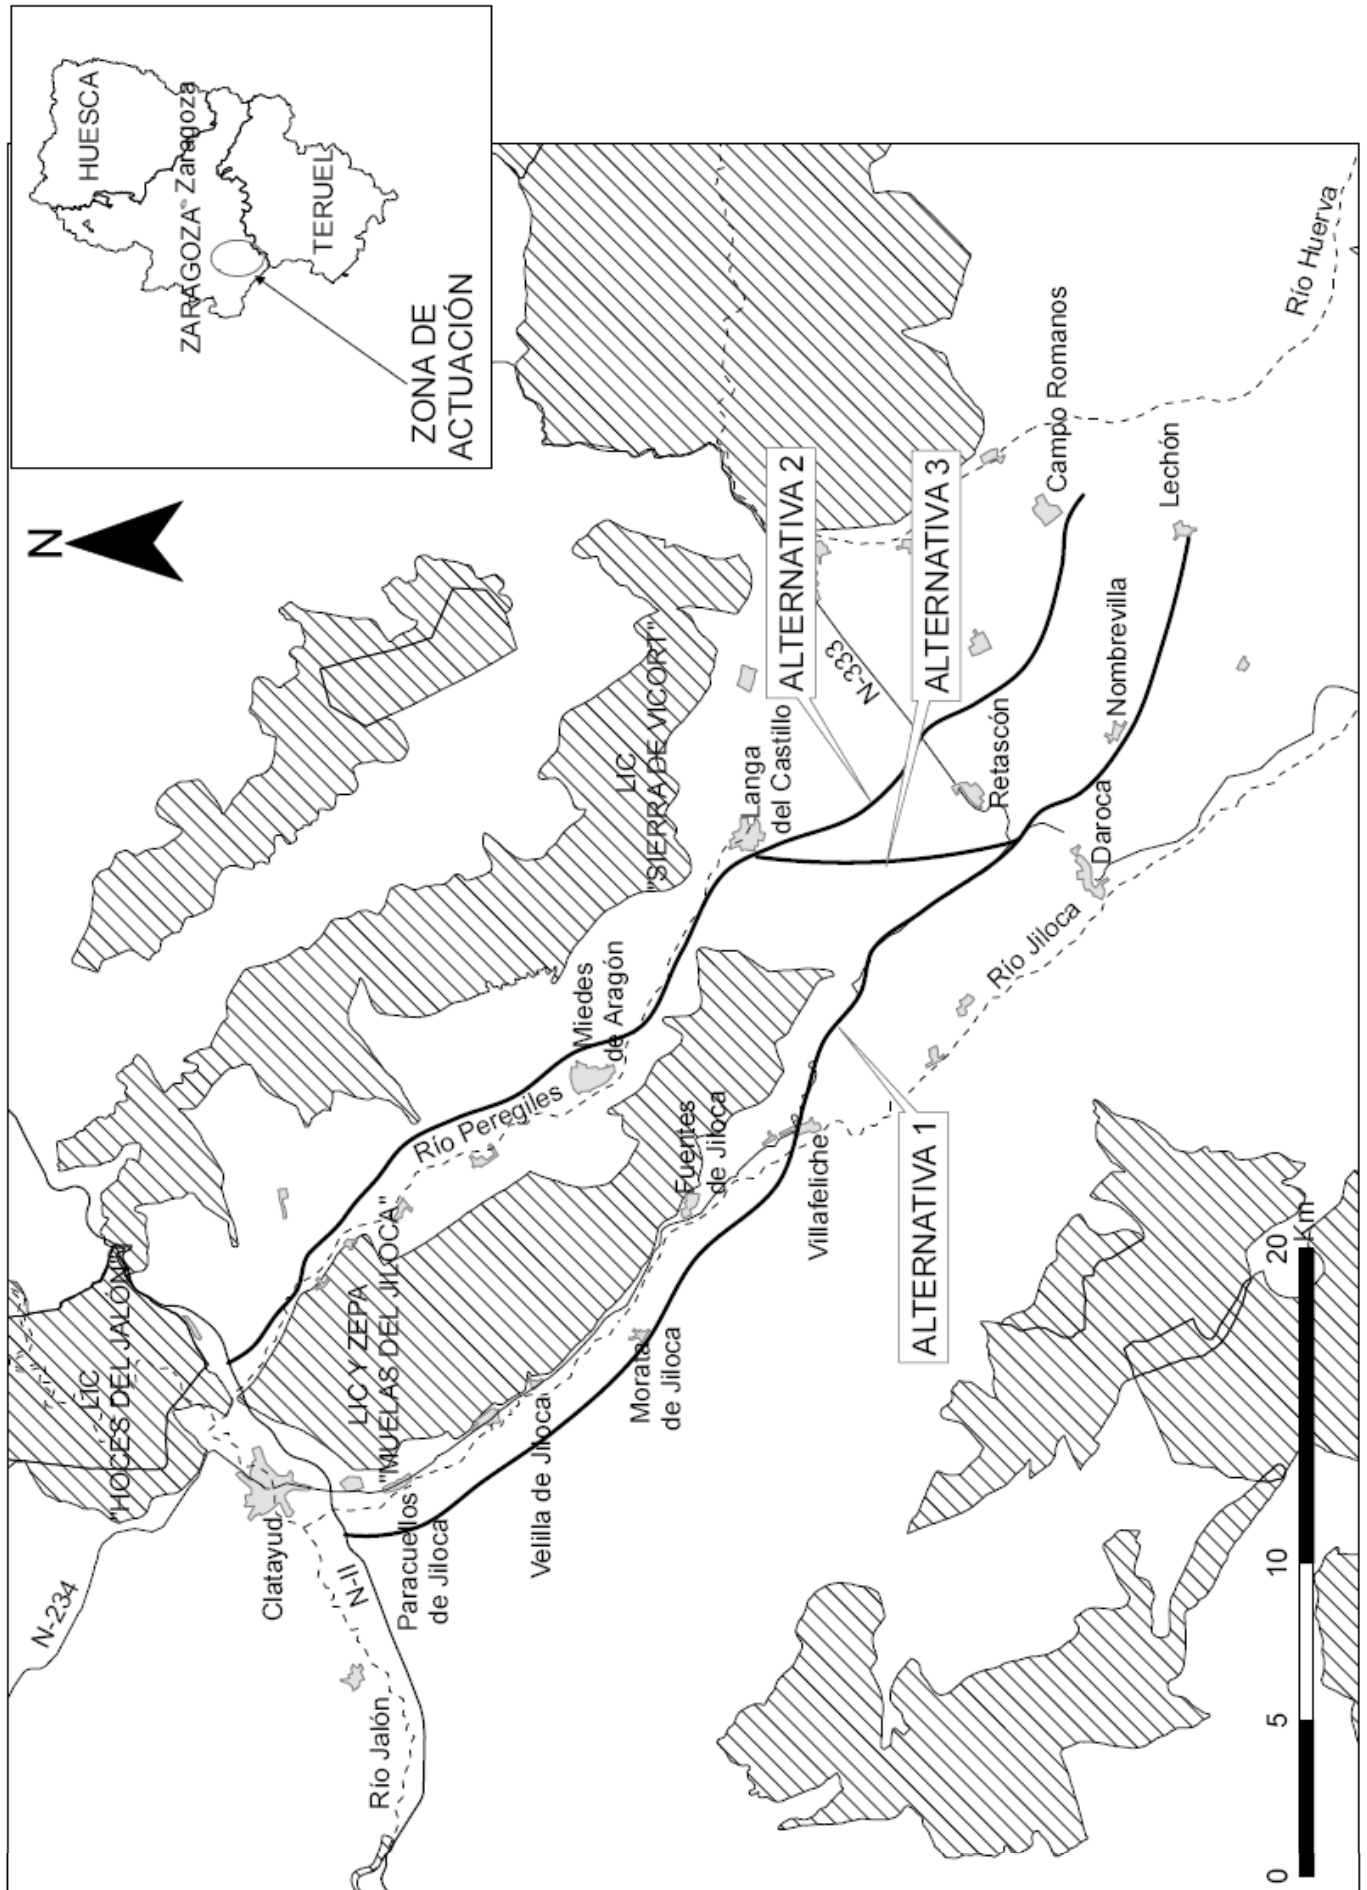 HUESCA
ZARAGOZA
Zaragoza
TERUEL
ZONA DE
ACTUACIÓN
N
N-234
LIC
"HOCES DEL JALÓN"
Clatayud
N-II
Río Jalón
LIC Y ZEPA
"MUELAS DEL JILOCA"
Paracuellos
de Jiloca
Velilla de Jiloca
Morata
de Jiloca
Fuentes
de Jiloca
Villafeliche
Río Peregiles
Miedes
de Aragón
LIC
"SIERRA DE VICORT"
Langa
del Castillo
ALTERNATIVA 2
N-333
ALTERNATIVA 3
Retascón
Campo Romanos
Lechón
Nombrevilla
Daroca
Río Jiloca
Río Huerva
ALTERNATIVA 1
0
5
10
20
Km